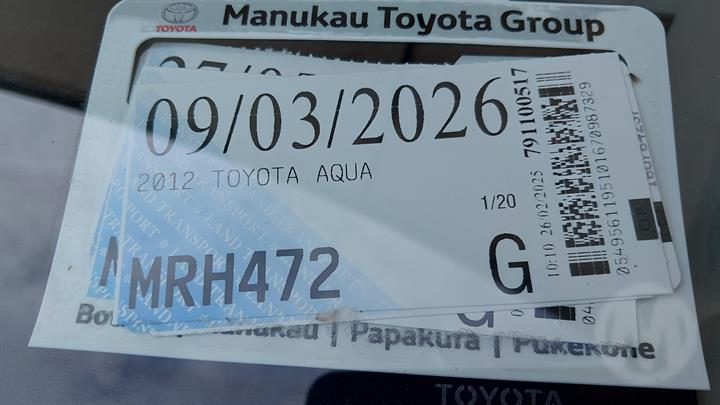 TOYOTA
Manukau Toyota Group
09/03/2026
2012 TOYOTA AQUA
1/20
MRH472
G
10:10 26/02/2025 791100517
0549561195101670987329
G
Manukau | Papakura | Pukekohe
TOYOTA